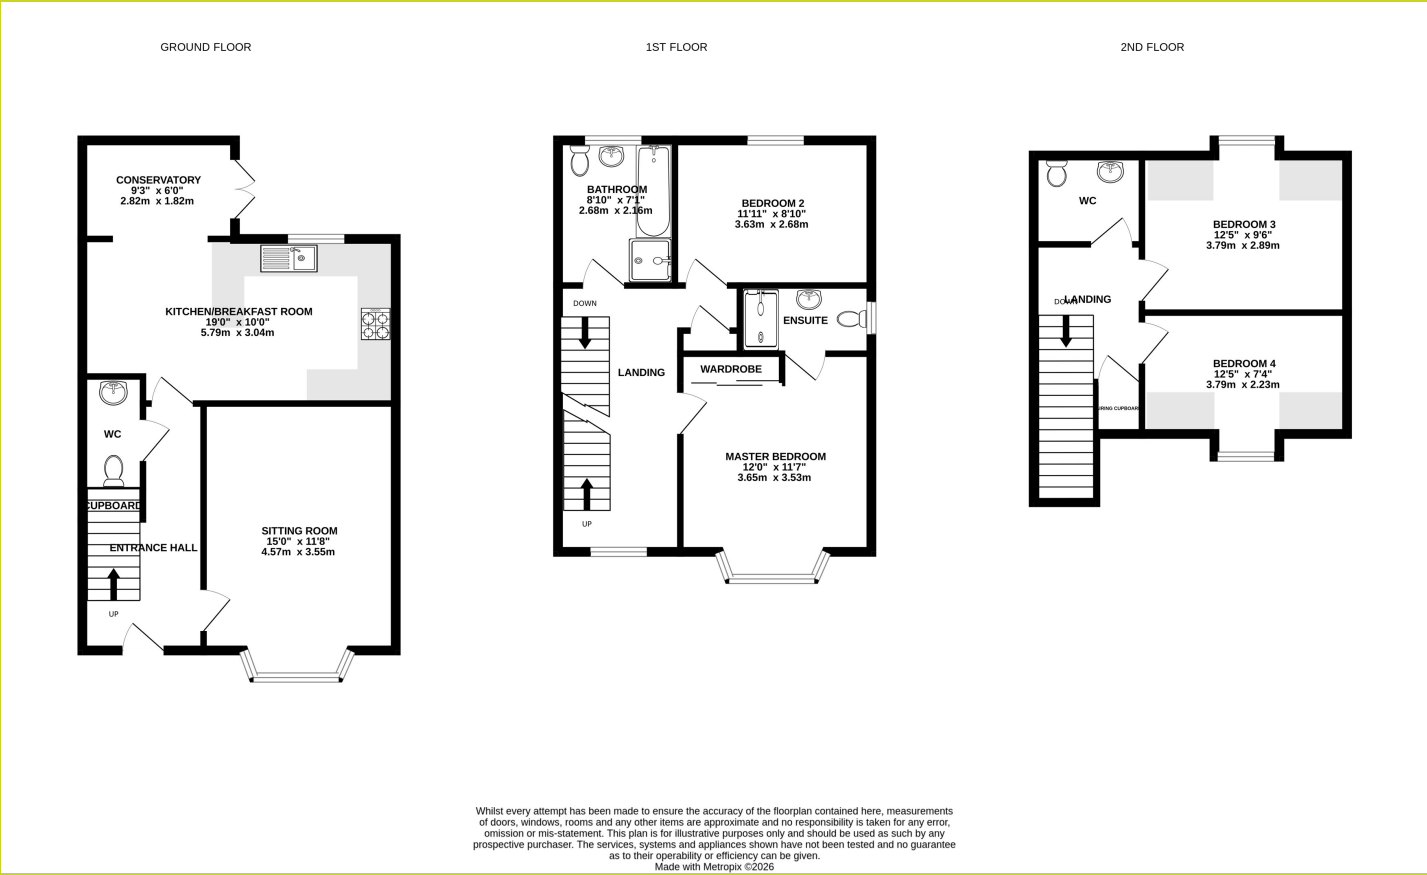 GROUND FLOOR
1ST FLOOR
2ND FLOOR
CONSERVATORY
9'3" x 6'0"
2.82m x 1.82m
KITCHEN/BREAKFAST ROOM
19'0" x 10'0"
5.79m x 3.04m
WC
CUPBOARD
ENTRANCE HALL
UP
SITTING ROOM
15'0" x 11'8"
4.57m x 3.55m
BATHROOM
8'10" x 7'1"
2.68m x 2.16m
BEDROOM 2
11'11" x 8'10"
3.63m x 2.68m
DOWN
ENSUITE
LANDING
WARDROBE
MASTER BEDROOM
12'0" x 11'7"
3.65m x 3.53m
UP
WC
BEDROOM 3
12'5" x 9'6"
3.79m x 2.89m
DOWN
LANDING
BEDROOM 4
12'5" x 7'4"
3.79m x 2.23m
CUPBOARD
Whilst every attempt has been made to ensure the accuracy of the floorplan contained here, measurements
of doors, windows, rooms and any other items are approximate and no responsibility is taken for any error,
omission or mis-statement. This plan is for illustrative purposes only and should be used as such by any
prospective purchaser. The services, systems and appliances shown have not been tested and no guarantee
as to their operability or efficiency can be given.
Made with Metropix ©2026